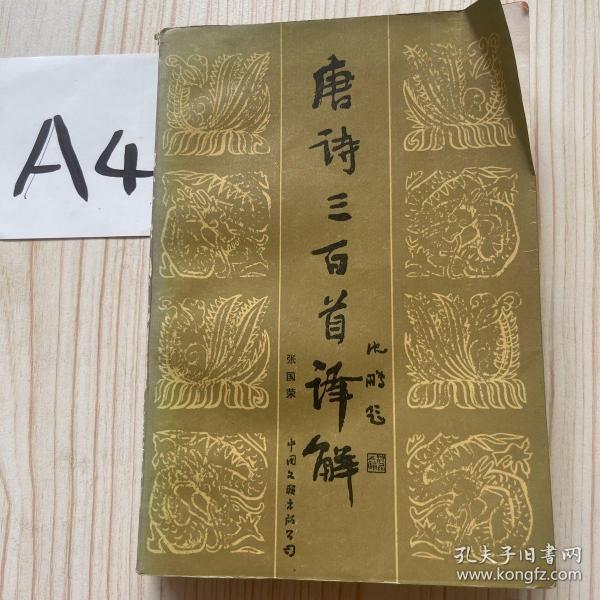 A4
唐诗三百首译解
沈鹏题
张国荣
中国文联出版公司
孔夫子旧书网
www.kongfz.com